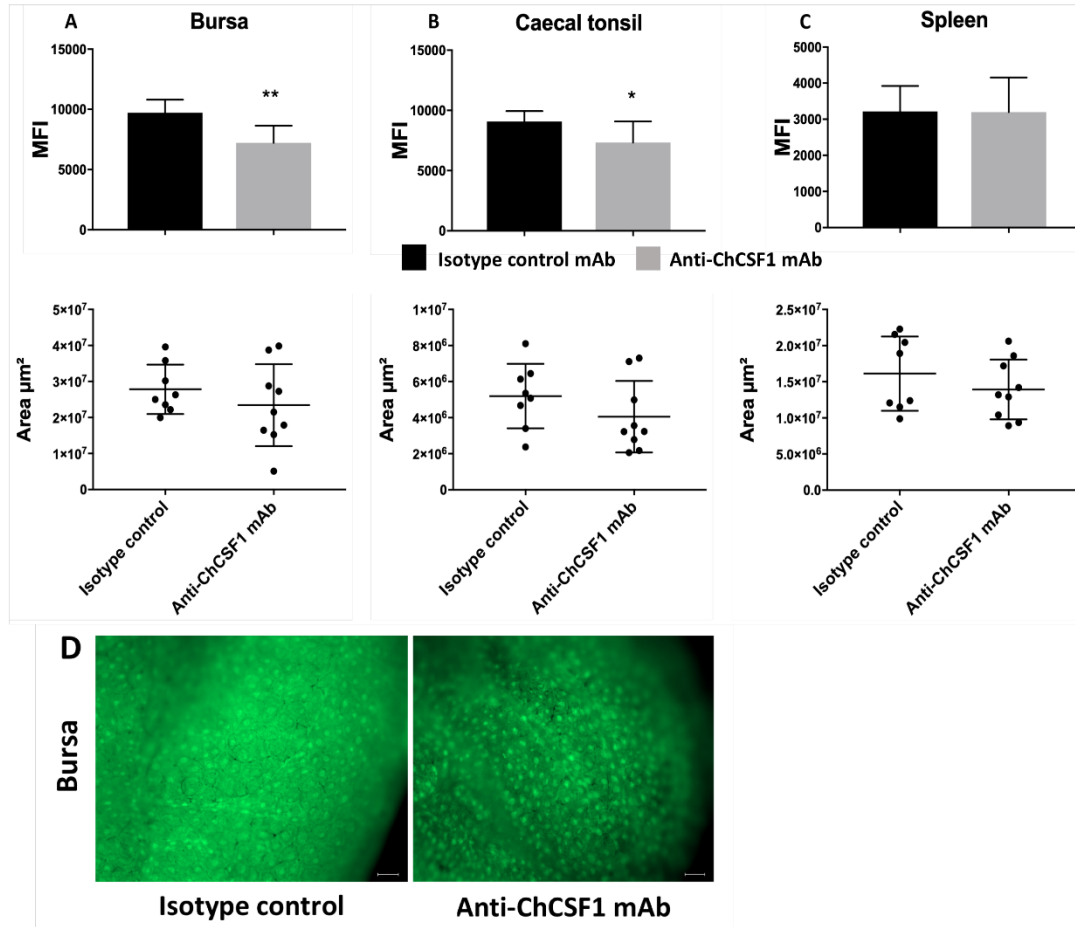 A Bursa
15000
10000
5000
0
MFI
**
B Caecal tonsil
15000
10000
5000
0
MFI
*
C Spleen
5000
4000
3000
2000
1000
0
MFI
Isotype control mAb Anti-ChCSF1 mAb
5×10⁷
4×10⁷
3×10⁷
2×10⁷
1×10⁷
0
Area µm²
Isotype control
Anti-ChCSF1 mAb
1×10⁷
8×10⁶
6×10⁶
4×10⁶
2×10⁶
0
Area µm²
Isotype control
Anti-ChCSF1 mAb
2.5×10⁷
2.0×10⁷
1.5×10⁷
1.0×10⁷
5.0×10⁶
0.0
Area µm²
Isotype control
Anti-ChCSF1 mAb
D
Bursa
Isotype control Anti-ChCSF1 mAb